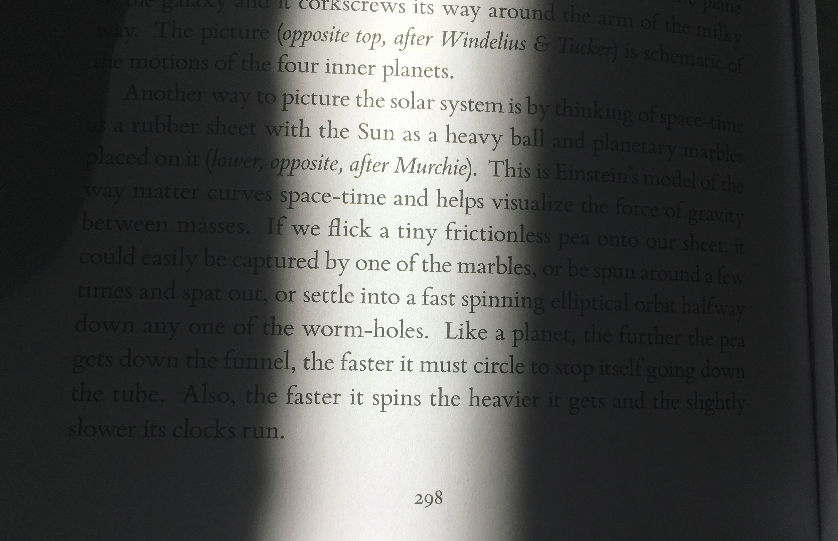 the galaxy and it corkscrews its way around the arm of the milky
way. The picture (opposite top, after Windelius & Tucker) is schematic of
the motions of the four inner planets.
Another way to picture the solar system is by thinking of space-time
as a rubber sheet with the Sun as a heavy ball and planetary marbles
placed on it (lower, opposite, after Murchie). This is Einstein's model of the
way matter curves space-time and helps visualize the force of gravity
between masses. If we flick a tiny frictionless pea onto our sheet, it
could easily be captured by one of the marbles, or be spun around a few
times and spat out, or settle into a fast spinning elliptical orbit halfway
down any one of the worm-holes. Like a planet, the further the pea
gets down the funnel, the faster it must circle to stop itself going down
the tube. Also, the faster it spins the heavier it gets and the slightly
slower its clocks run.
298